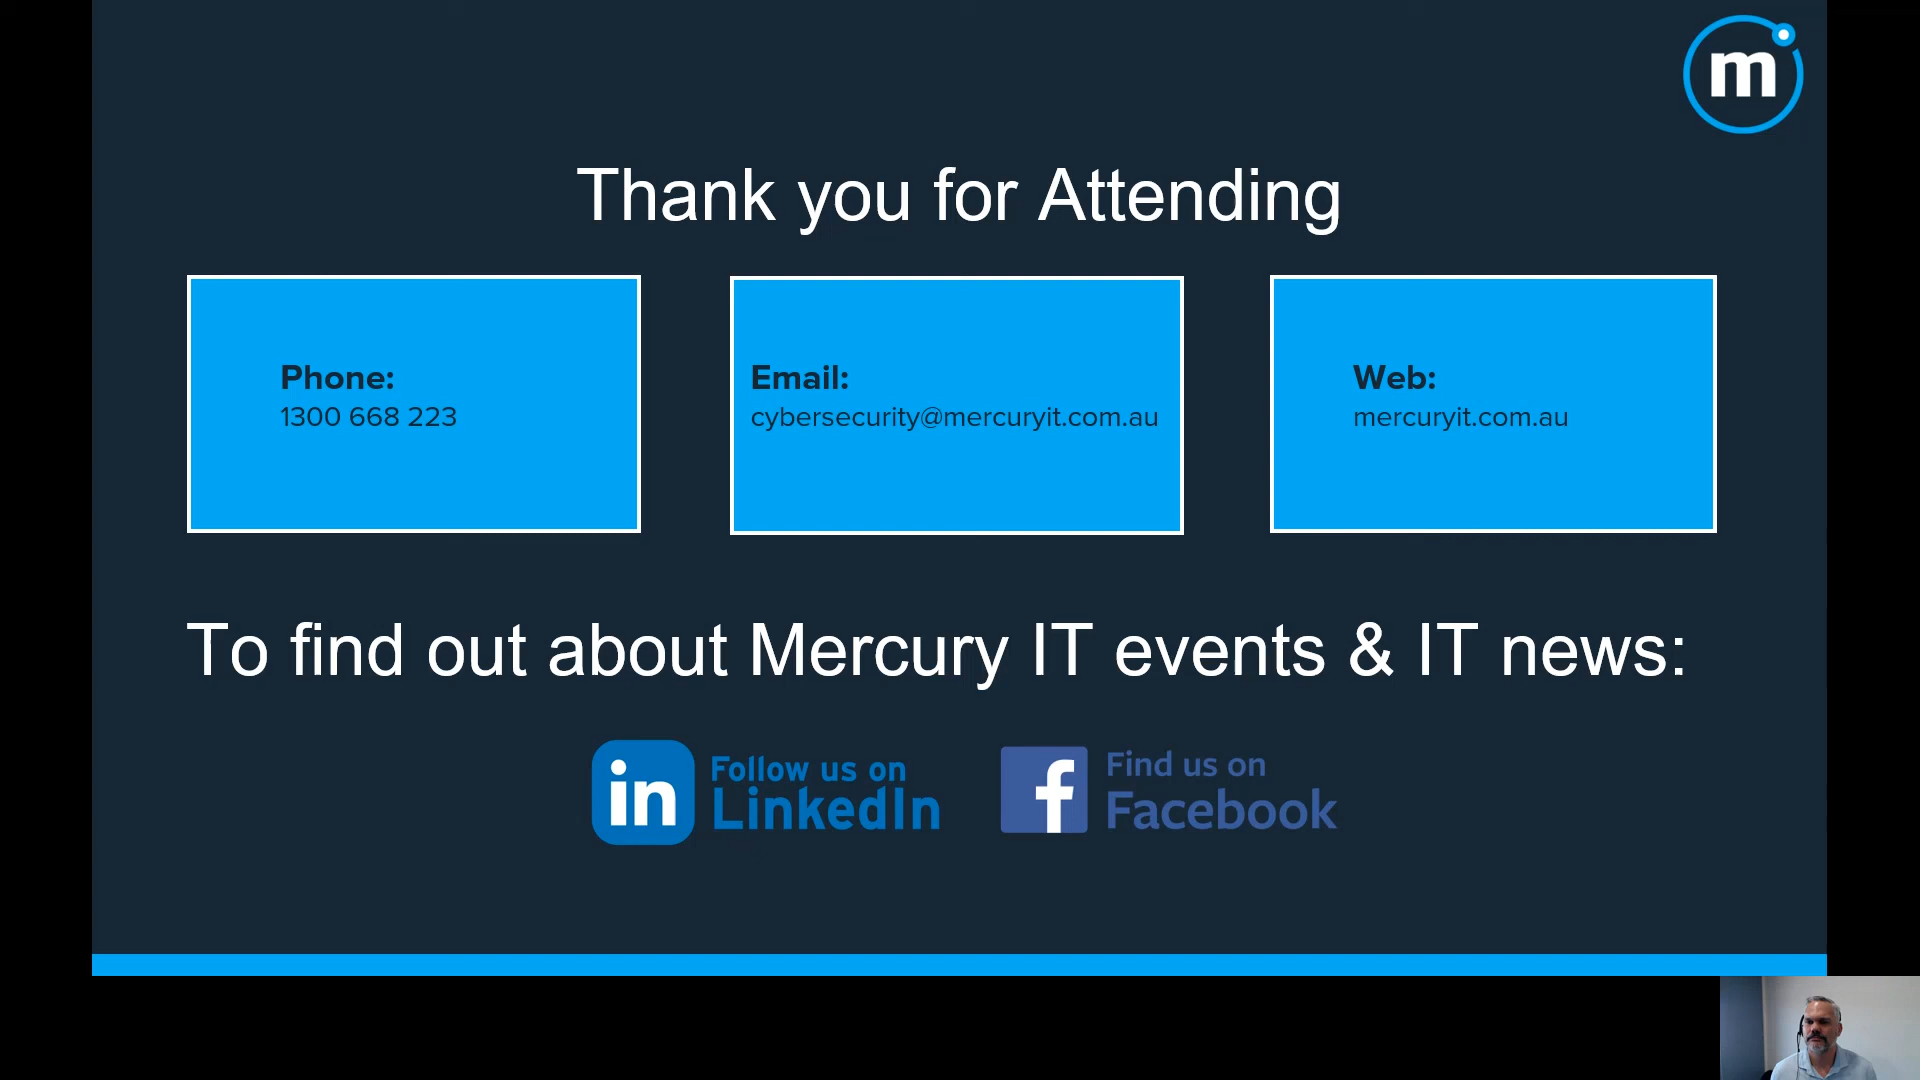 m
Thank you for Attending
Phone:
1300 668 223
Email:
cybersecurity@mercuryit.com.au
Web:
mercuryit.com.au
To find out about Mercury IT events & IT news:
in
Follow us on
LinkedIn
f
Find us on
Facebook